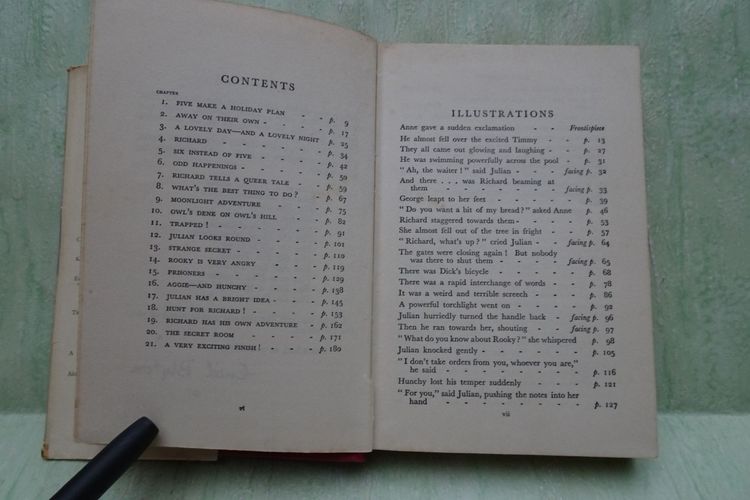 CONTENTS
CHAPTER
1. FIVE MAKE A HOLIDAY PLAN - - p. 9
2. AWAY ON THEIR OWN - - - p. 17
3. A LOVELY DAY—AND A LOVELY NIGHT p. 25
4. RICHARD - - - - - p. 34
5. SIX INSTEAD OF FIVE - - - p. 42
6. ODD HAPPENINGS - - - - p. 50
7. RICHARD TELLS A QUEER TALE - - p. 59
8. WHAT'S THE BEST THING TO DO? - p. 67
9. MOONLIGHT ADVENTURE - - - p. 75
10. OWL'S DENE ON OWL'S HILL - - p. 82
11. TRAPPED! - - - - - p. 91
12. JULIAN LOOKS ROUND - - - p. 101
13. STRANGE SECRET - - - - p. 110
14. ROOKY IS VERY ANGRY - - - p. 119
15. PRISONERS - - - - - p. 129
16. AGGIE—AND HUNCHY - - - p. 138
17. JULIAN HAS A BRIGHT IDEA - - - p. 145
18. HUNT FOR RICHARD! - - - - p. 153
19. RICHARD HAS HIS OWN ADVENTURE - p. 162
20. THE SECRET ROOM - - - - p. 171
21. A VERY EXCITING FINISH! - - - p. 180
vi
ILLUSTRATIONS
Anne gave a sudden exclamation - - Frontispiece
He almost fell over the excited Timmy - - p. 13
They all came out glowing and laughing - - p. 27
He was swimming powerfully across the pool - p. 31
"Ah, the waiter!" said Julian - - facing p. 32
And there . . . was Richard beaming at
them - - - - - - facing p. 33
George leapt to her feet - - - - p. 39
"Do you want a bit of my bread?" asked Anne - p. 46
Richard staggered towards them - - - p. 53
She almost fell out of the tree in fright - - p. 57
"Richard, what's up?" cried Julian - facing p. 64
The gates were closing again! But nobody
was there to shut them - - - facing p. 65
There was Dick's bicycle - - - - p. 68
There was a rapid interchange of words - - p. 78
It was a weird and terrible screech - - - p. 86
A powerful torchlight went on - - - p. 92
Julian hurriedly turned the handle back - facing p. 96
Then he ran towards her, shouting - facing p. 97
"What do you know about Rooky?" she whispered p. 98
Julian knocked gently - - - - - p. 105
"I don't take orders from you, whoever you are,"
he said - - - - - - - p. 116
Hunchy lost his temper suddenly - - - p. 121
"For you," said Julian, pushing the notes into her
hand - - - - - - - p. 127
vii